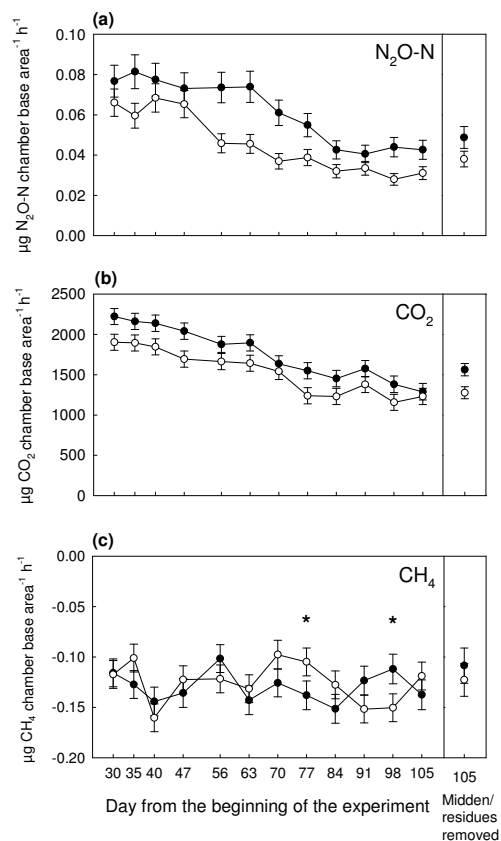 (a)
N₂O-N
µg N₂O-N chamber base area⁻¹ h⁻¹
0.10
0.08
0.06
0.04
0.02
0.00
(b)
CO₂
µg CO₂ chamber base area⁻¹ h⁻¹
2500
2000
1500
1000
500
0
(c)
CH₄
µg CH₄ chamber base area⁻¹ h⁻¹
0.00
-0.05
-0.10
-0.15
-0.20
* *
30 35 40 47 56 63 70 77 84 91 98 105 105
Day from the beginning of the experiment
Midden/
residues
removed